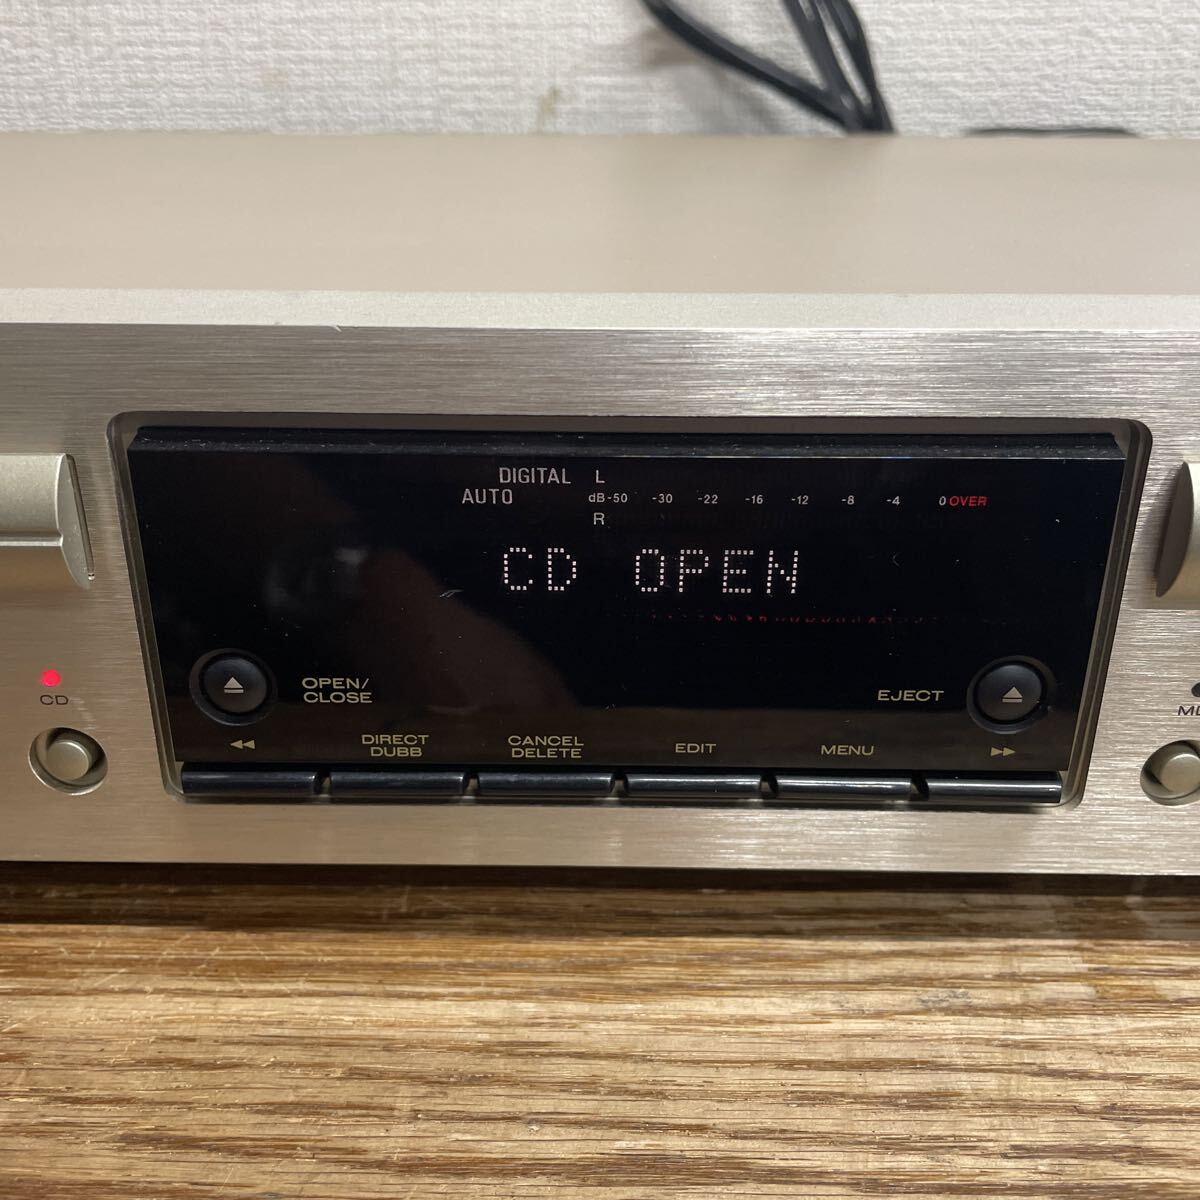 DIGITAL L
AUTO dB-50 -30 -22 -16 -12 -8 -4 0 OVER
R
CD OPEN
OPEN/
CLOSE
EJECT
CD
DIRECT
DUBB
CANCEL
DELETE
EDIT
MENU